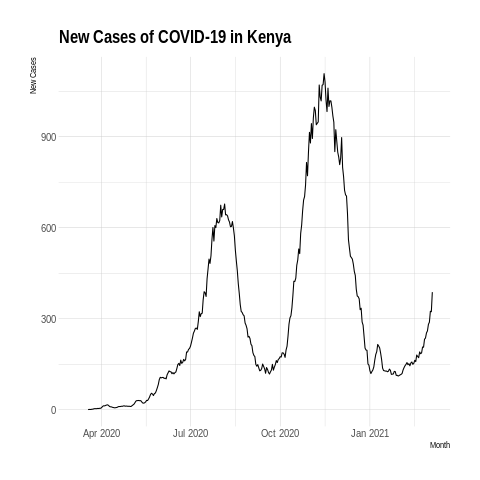 New Cases of COVID-19 in Kenya
New Cases
900
600
300
0
Apr 2020
Jul 2020
Oct 2020
Jan 2021
Month